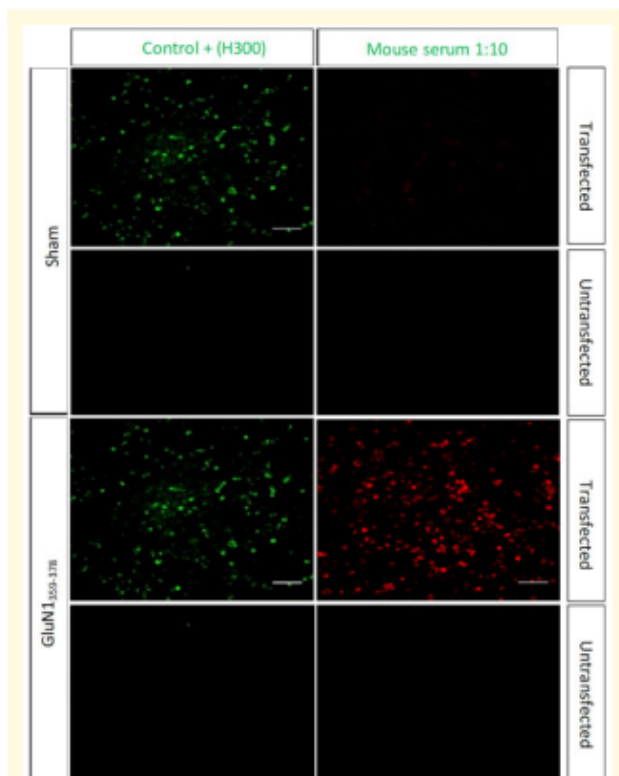 Control + (H300) Mouse serum 1:10
Sham
Transfected
Untransfected
GluN1359-378
Transfected
Untransfected